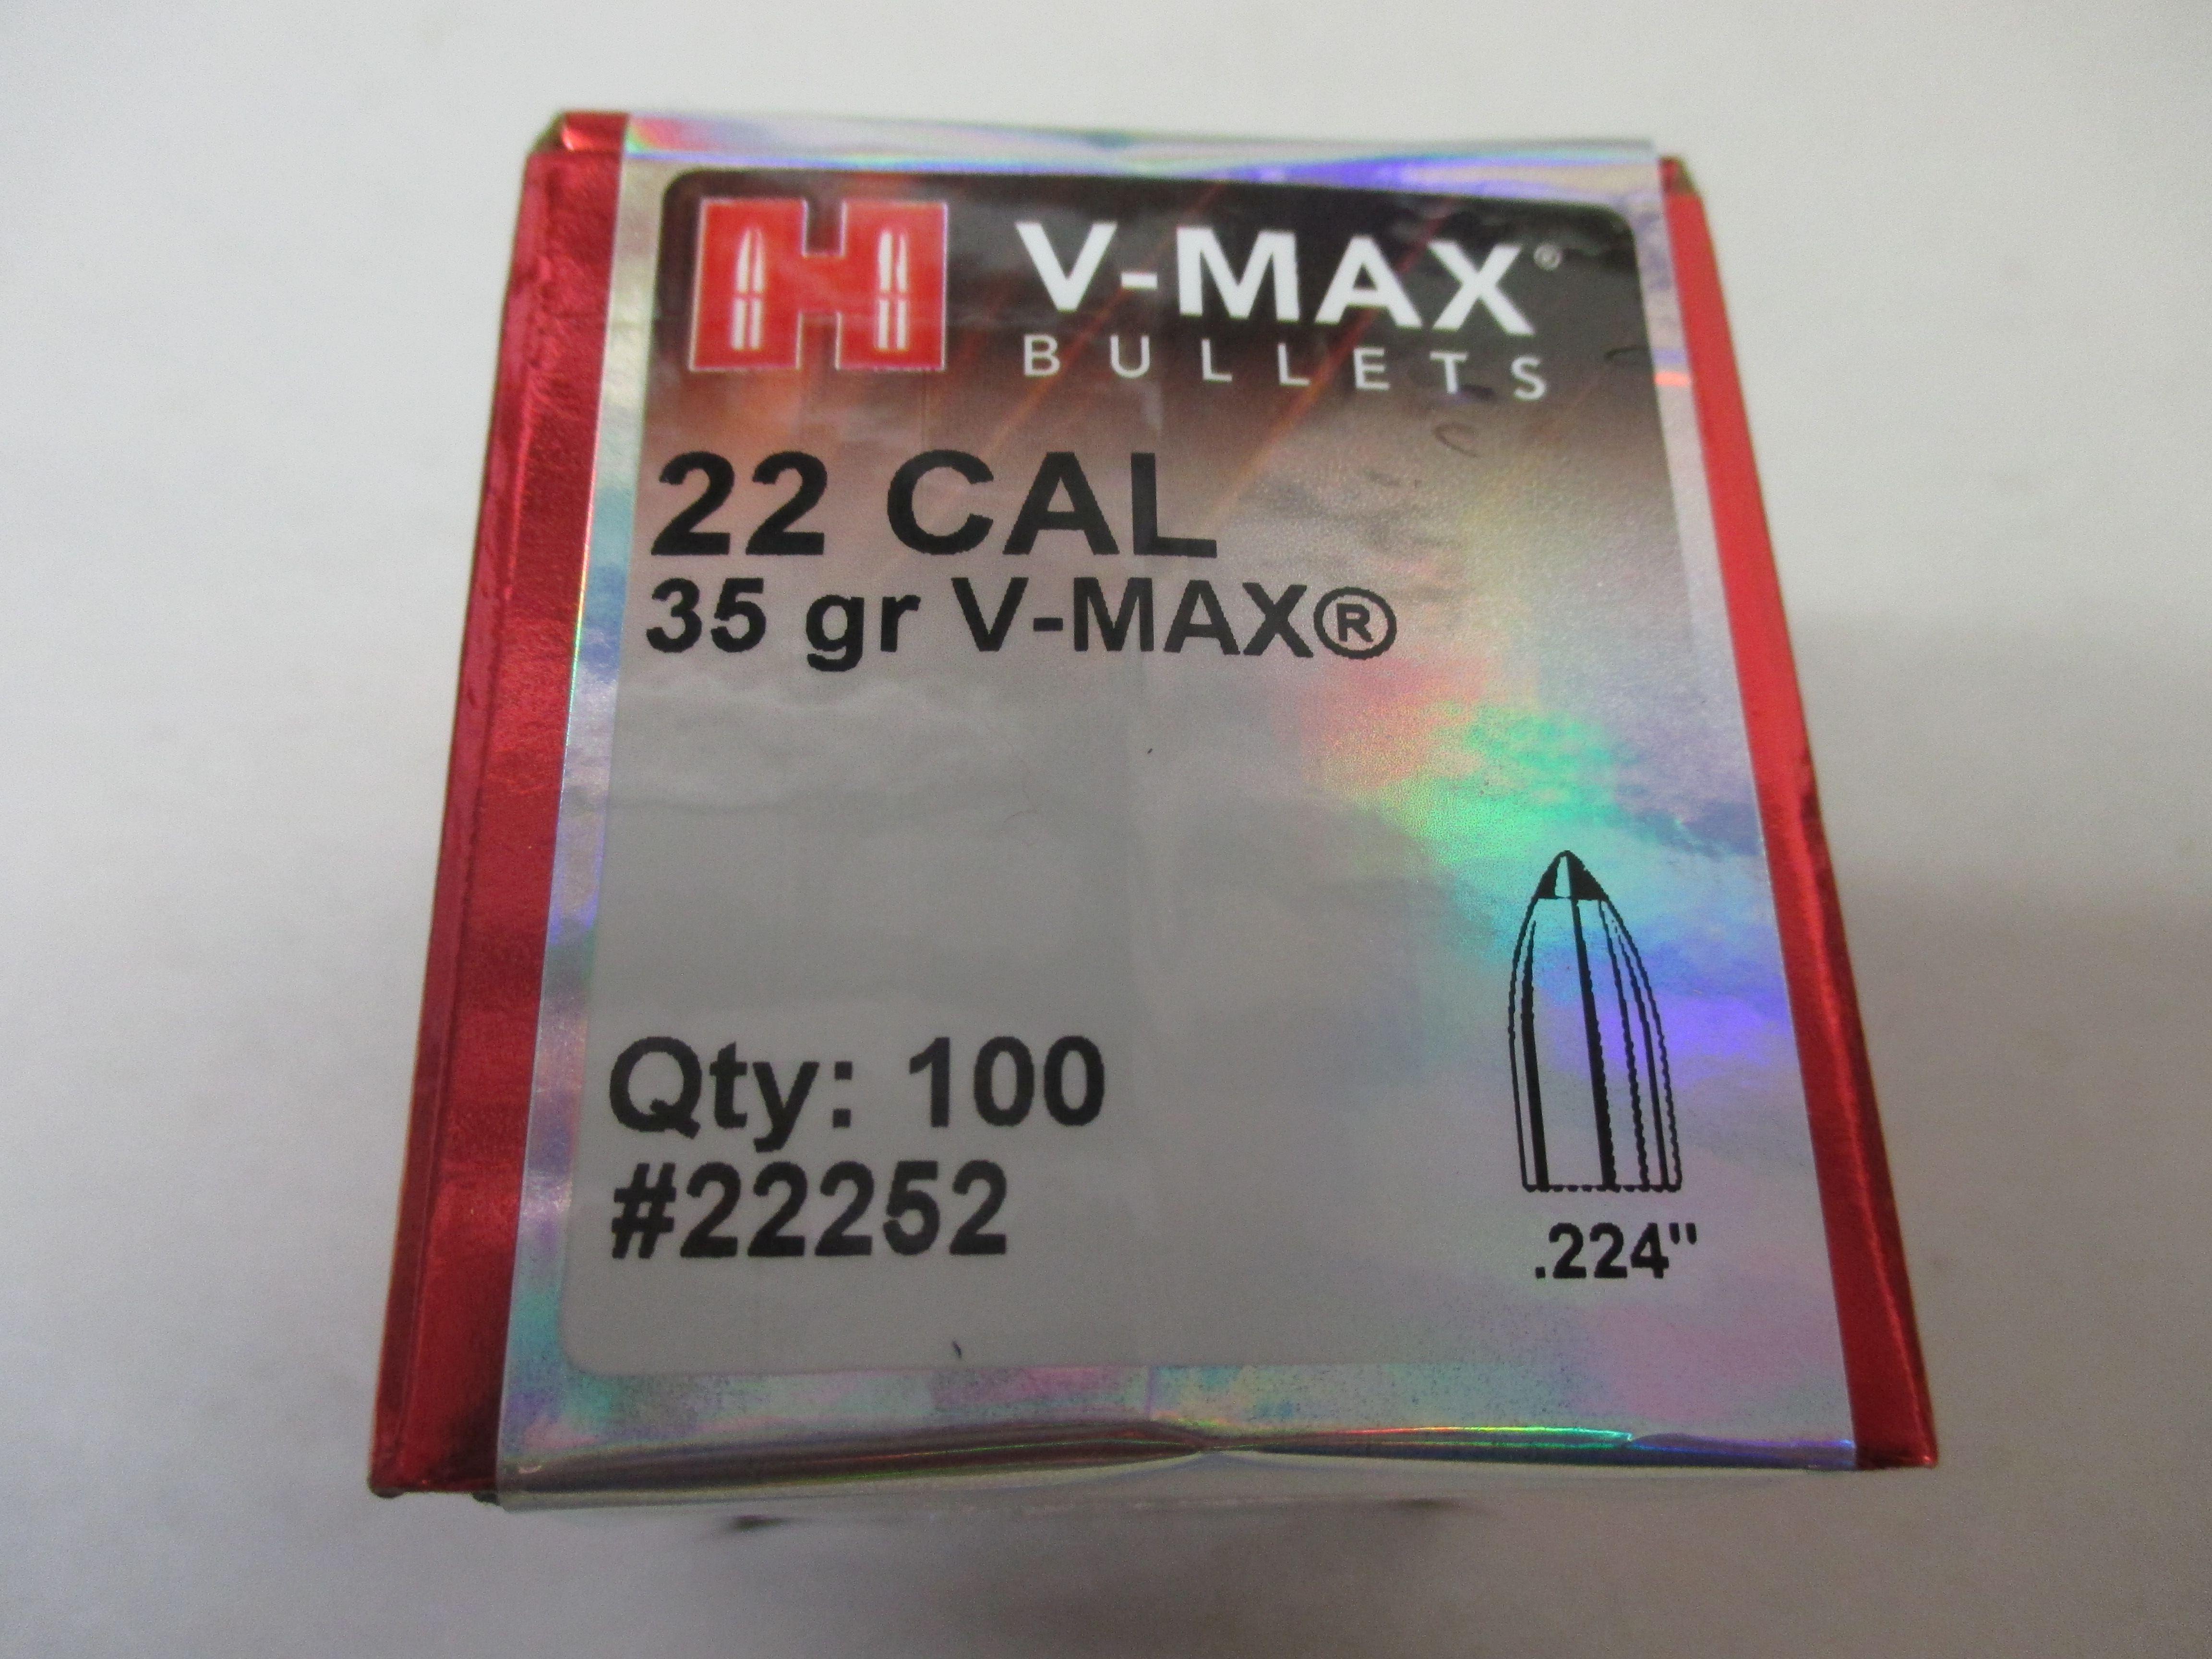 H V-MAX®
BULLETS
22 CAL
35 gr V-MAX®
Qty: 100
#22252
.224"